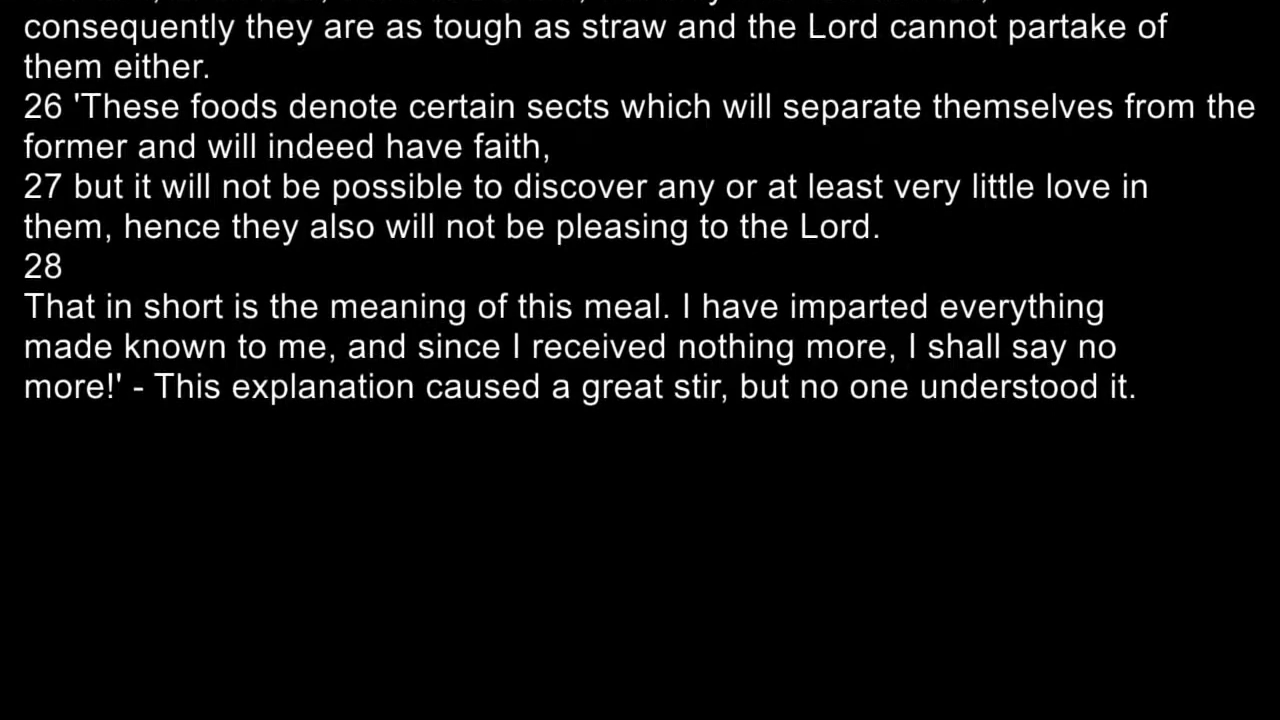 consequently they are as tough as straw and the Lord cannot partake of
them either.
26 'These foods denote certain sects which will separate themselves from the
former and will indeed have faith,
27 but it will not be possible to discover any or at least very little love in
them, hence they also will not be pleasing to the Lord.
28
That in short is the meaning of this meal. I have imparted everything
made known to me, and since I received nothing more, I shall say no
more!' - This explanation caused a great stir, but no one understood it.